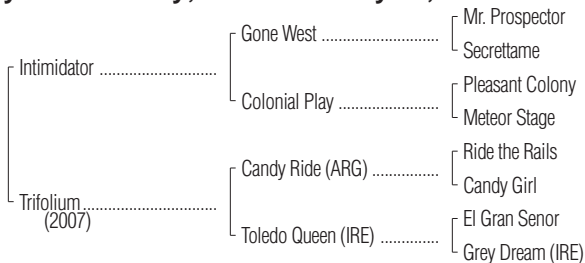 Mr. Prospector
Gone West
Secrettame
Intimidator
Pleasant Colony
Colonial Play
Meteor Stage
Ride the Rails
Candy Ride (ARG)
Candy Girl
Trifolium
(2007)
El Gran Senor
Toledo Queen (IRE)
Grey Dream (IRE)